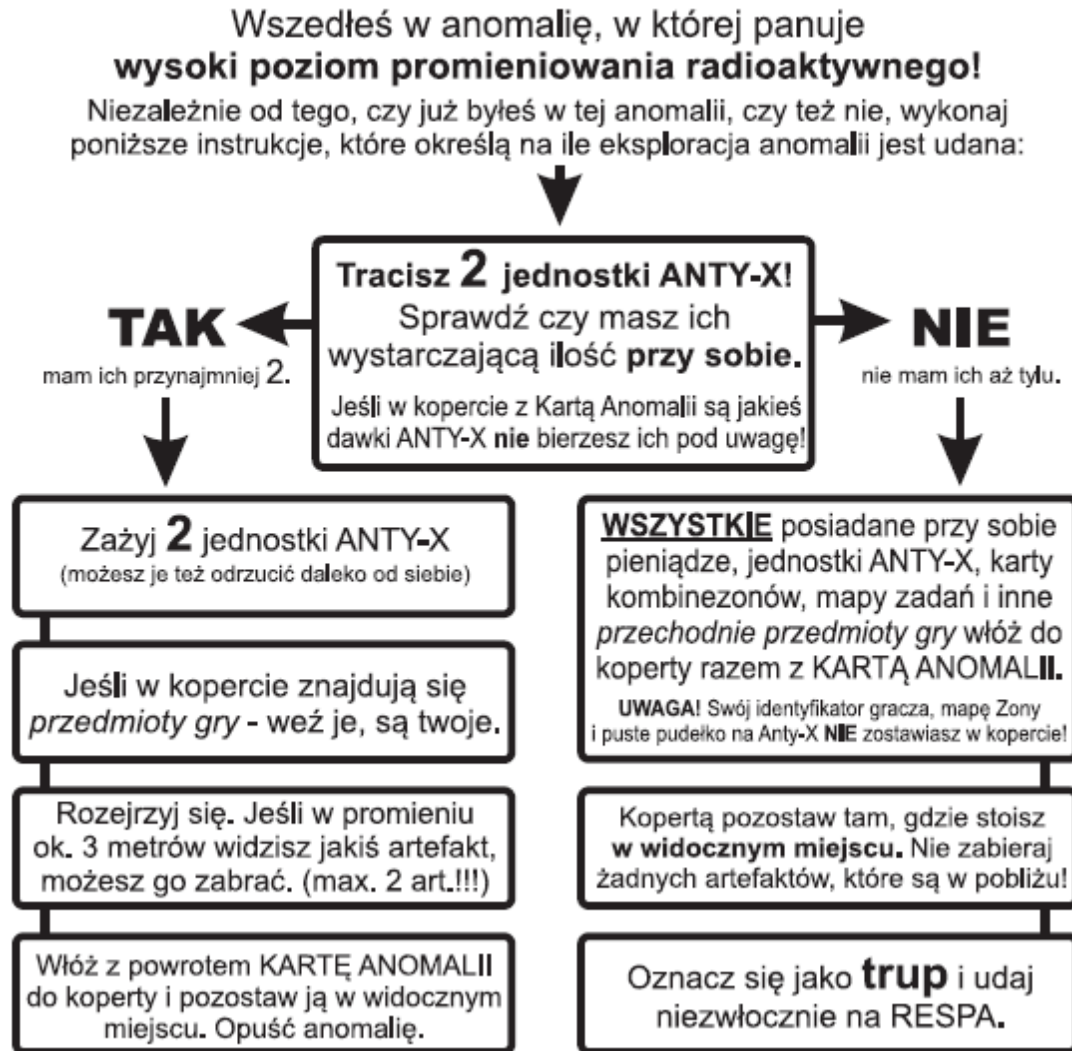 Wszedłeś w anomalię, w której panuje
wysoki poziom promieniowania radioaktywnego!
Niezależnie od tego, czy już byłeś w tej anomalii, czy też nie, wykonaj
poniższe instrukcje, które określą na ile eksploracja anomalii jest udana:
Tracisz 2 jednostki ANTY-X!
Sprawdź czy masz ich
wystarczającą ilość przy sobie.
Jeśli w kopercie z Kartą Anomalii są jakieś
dawki ANTY-X nie bierzesz ich pod uwagę!
TAK
mam ich przynajmniej 2.
Zażyj 2 jednostki ANTY-X
(możesz je też odrzucić daleko od siebie)
Jeśli w kopercie znajdują się
przedmioty gry - weź je, są twoje.
Rozejrzyj się. Jeśli w promieniu
ok. 3 metrów widzisz jakiś artefakt,
możesz go zabrać. (max. 2 art.!!!)
Włóż z powrotem KARTĘ ANOMALII
do koperty i pozostaw ją w widocznym
miejscu. Opuść anomalię.
NIE
nie mam ich aż tylu.
WSZYSTKIE posiadane przy sobie
pieniądze, jednostki ANTY-X, karty
kombinezonów, mapy zadań i inne
przechodnie przedmioty gry włóż do
koperty razem z KARTĄ ANOMALII.
UWAGA! Swój identyfikator gracza, mapę Zony
i puste pudełko na Anty-X NIE zostawiasz w kopercie!
Kopertą pozostaw tam, gdzie stoisz
w widocznym miejscu. Nie zabieraj
żadnych artefaktów, które są w pobliżu!
Oznacz się jako trup i udaj
niezwłocznie na RESPA.